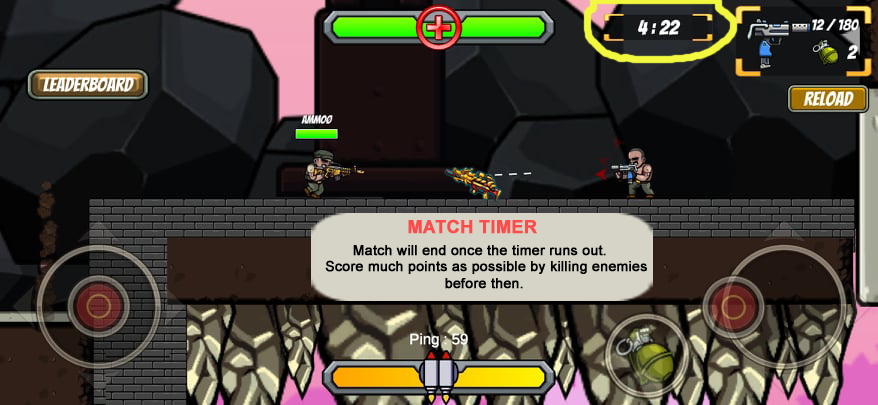 4:22
12 / 180
2
LEADERBOARD
RELOAD
AMMOD
MATCH TIMER
Match will end once the timer runs out.
Score much points as possible by killing enemies
before then.
Ping : 59